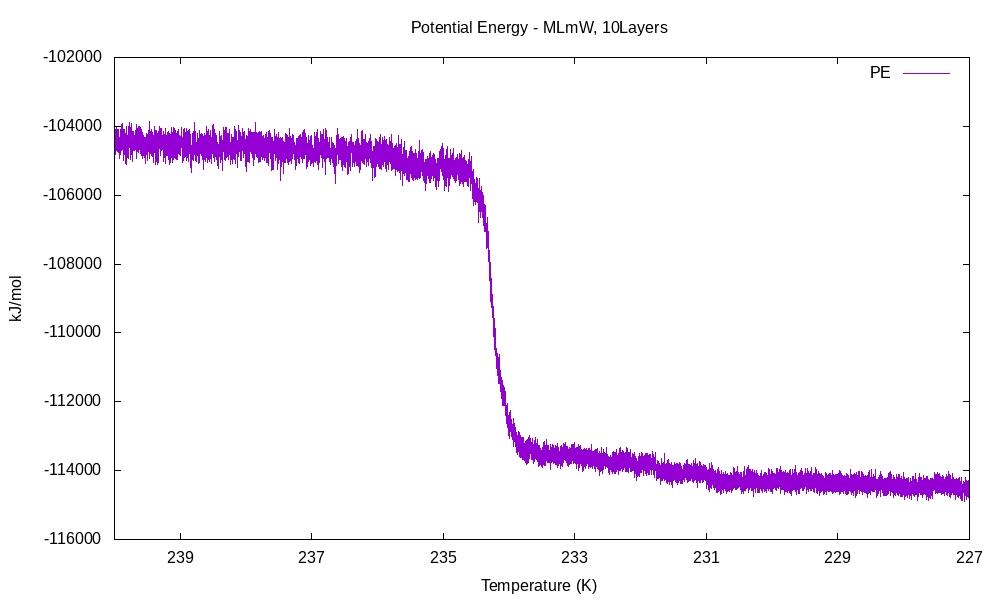 Potential Energy - MLmW, 10Layers
PE
kJ/mol
-102000
-104000
-106000
-108000
-110000
-112000
-114000
-116000
239 237 235 233 231 229 227
Temperature (K)